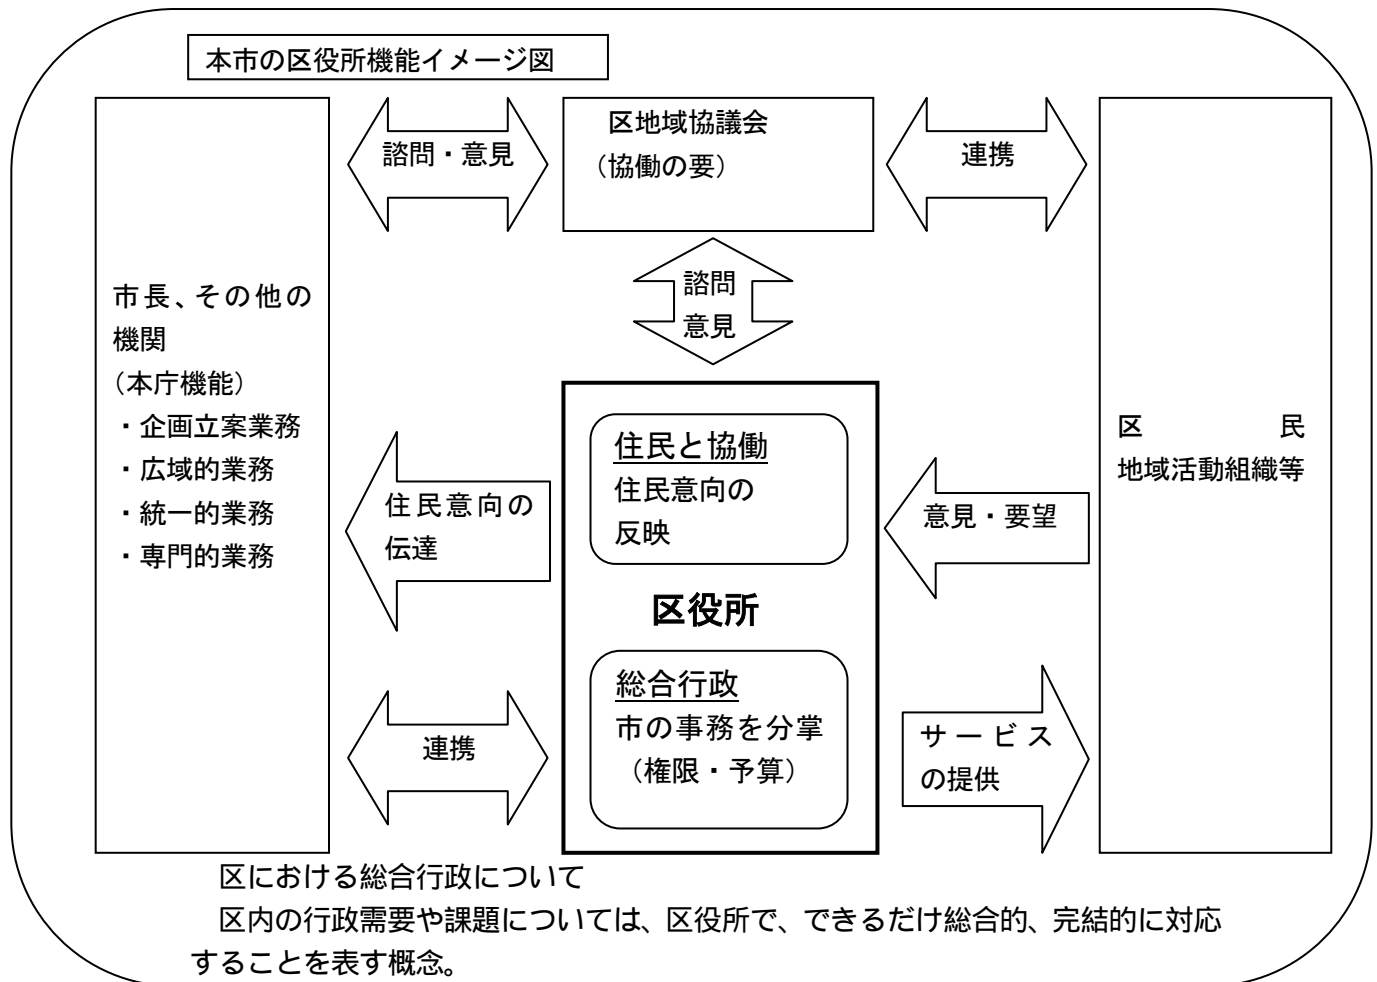 本市の区役所機能イメージ図
諮問・意見
区地域協議会
（協働の要）
連携
諮問
意見
市長、その他の
機関
（本庁機能）
・企画立案業務
・広域的業務
・統一的業務
・専門的業務
住民意向の
伝達
連携
住民と協働
住民意向の
反映
区役所
総合行政
市の事務を分掌
（権限・予算）
意見・要望
サービス
の提供
区　　　　　民
地域活動組織等
区における総合行政について
区内の行政需要や課題については、区役所で、できるだけ総合的、完結的に対応
することを表す概念。